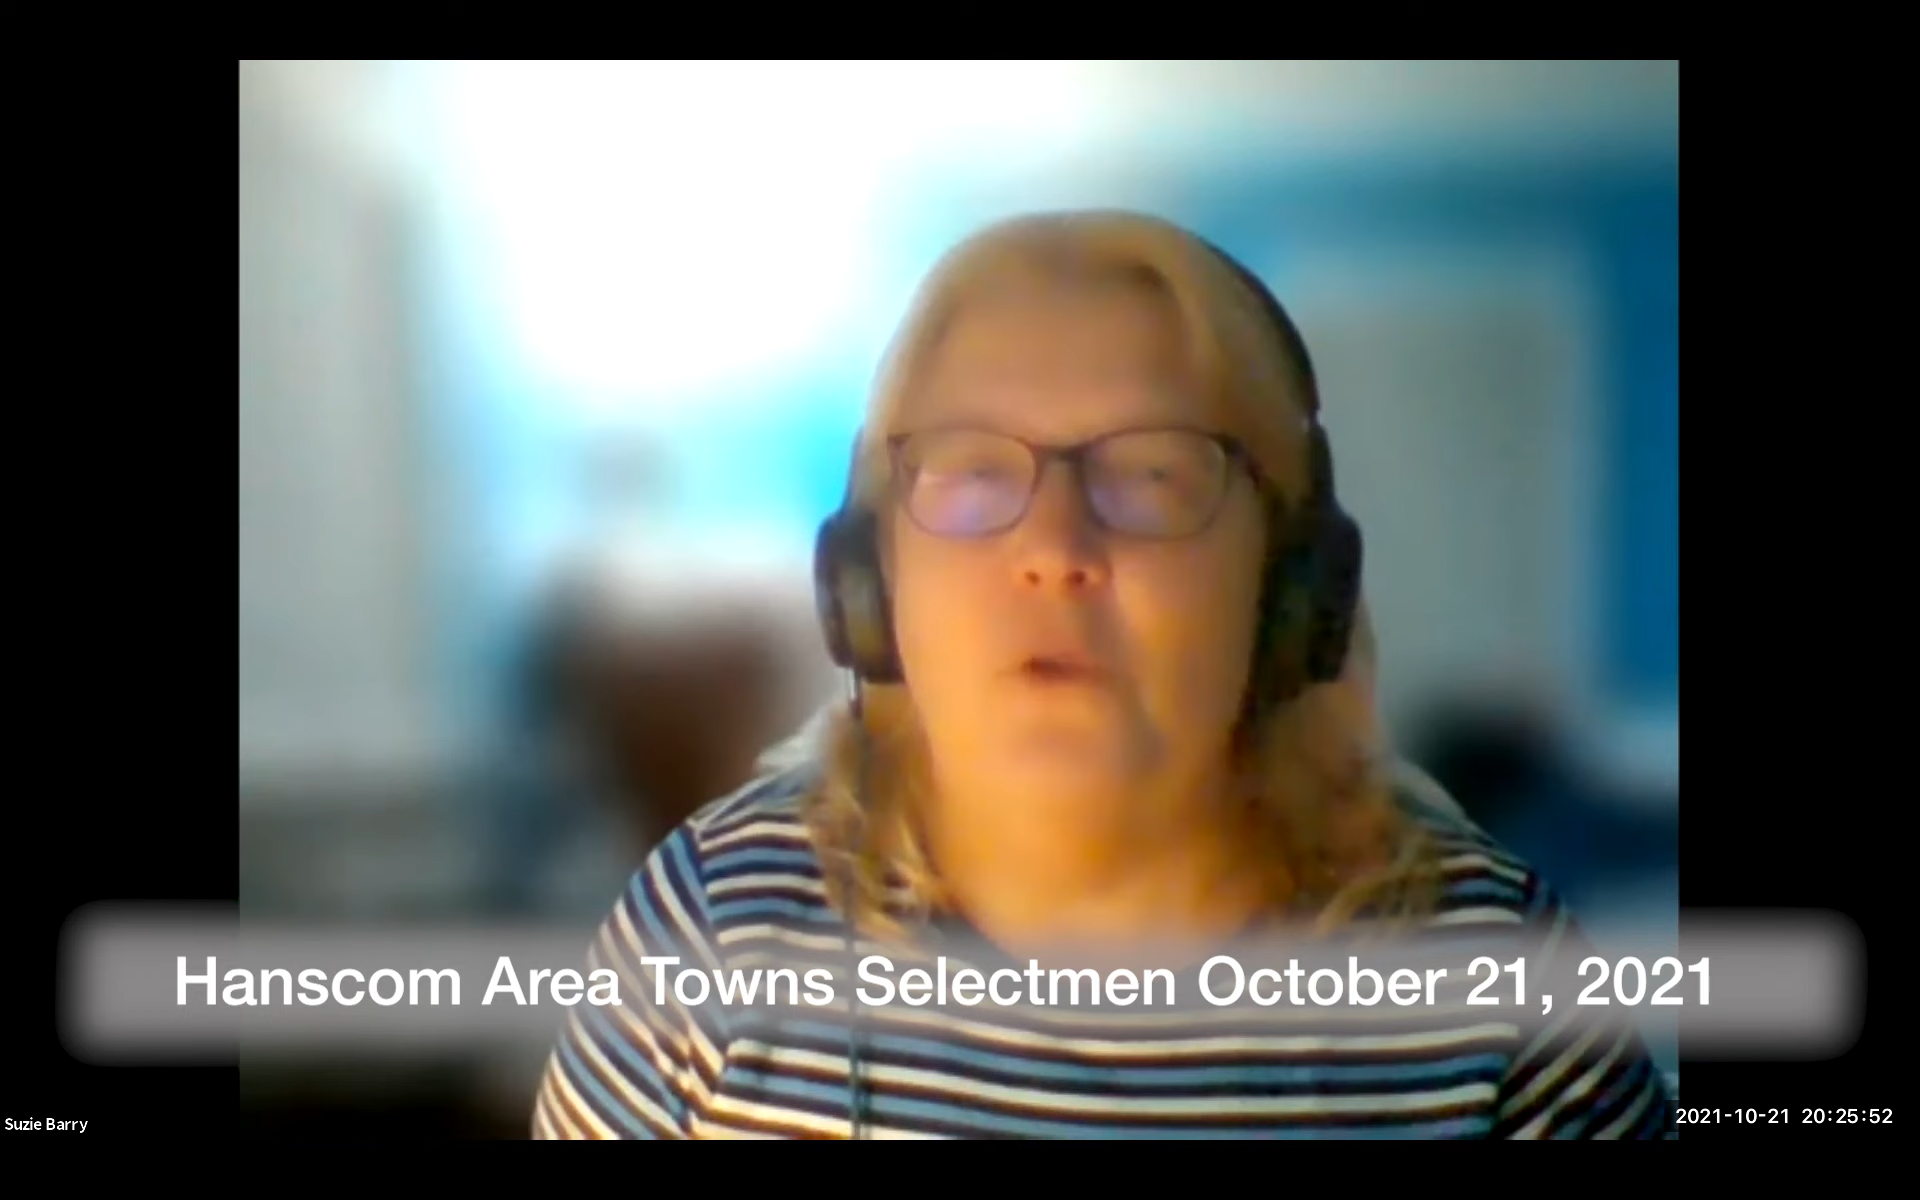 Hanscom Area Towns Selectmen October 21, 2021
Suzie Barry
2021-10-21 20:25:52